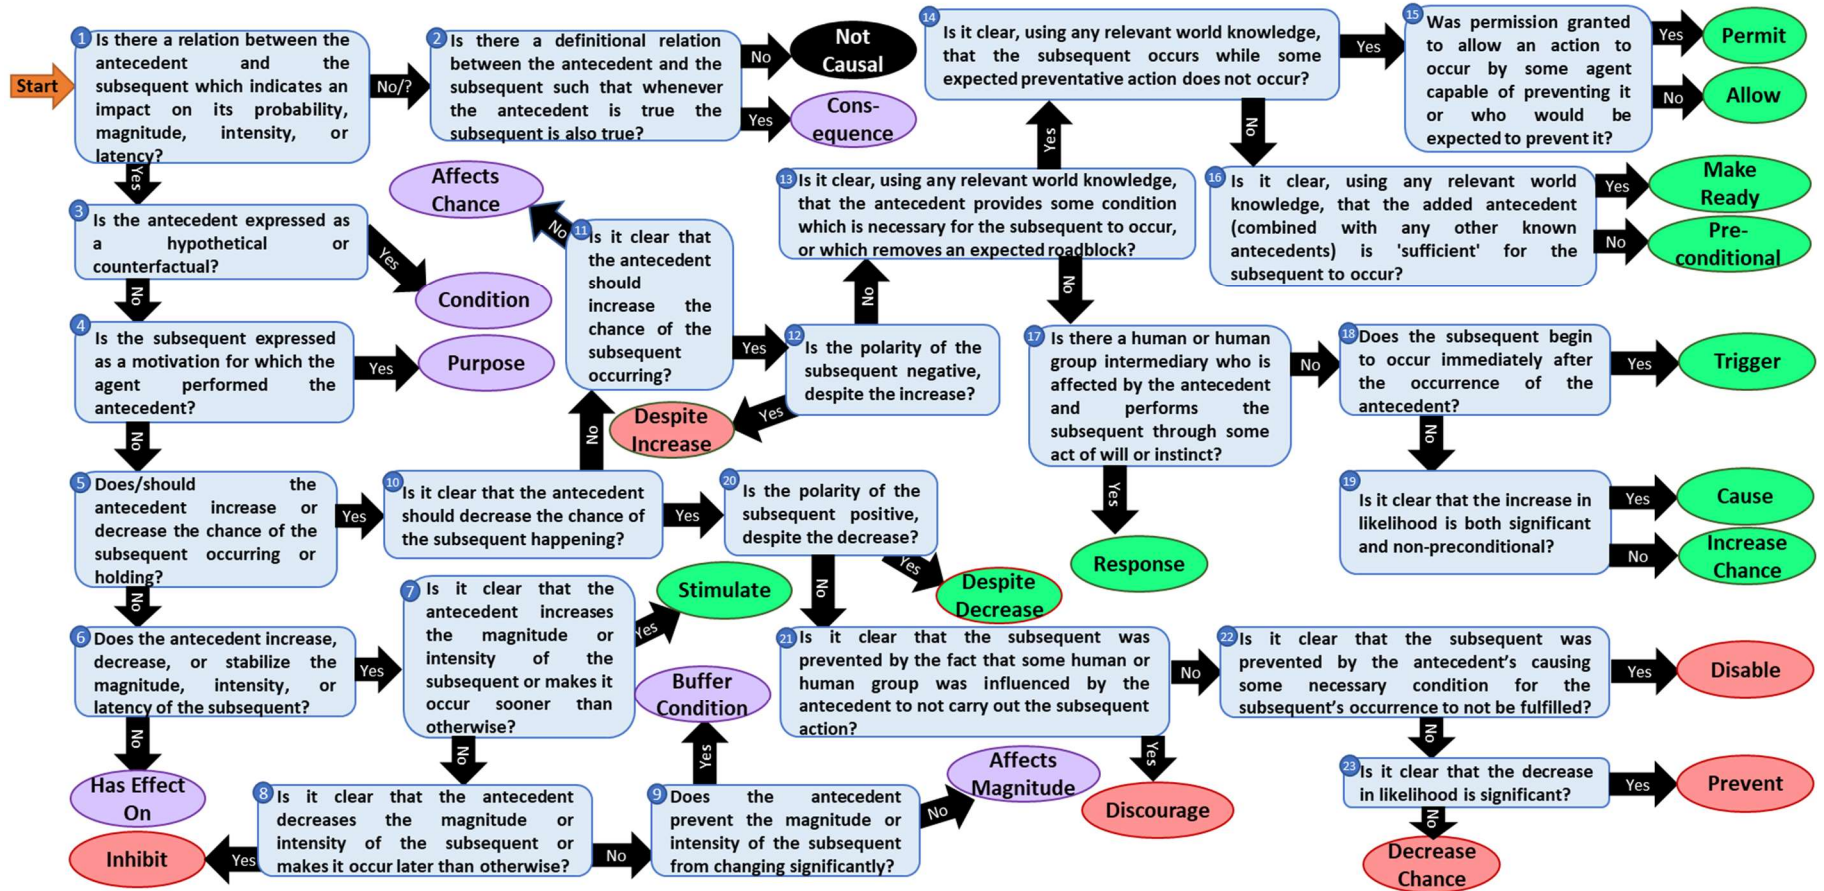 Start
1
Is there a relation between the
antecedent and the
subsequent which indicates an
impact on its probability,
magnitude, intensity, or
latency?
No/?
Yes
2
Is there a definitional relation
between the antecedent and the
subsequent such that whenever
the antecedent is true the
subsequent is also true?
No
Not
Causal
Yes
Cons-
equence
3
Is the antecedent expressed as
a hypothetical or
counterfactual?
Yes
Condition
No
4
Is the subsequent expressed
as a motivation for which the
agent performed the
antecedent?
Yes
Purpose
No
5
Does/should the
antecedent increase or
decrease the chance of the
subsequent occurring or
holding?
Yes
No
6
Does the antecedent increase,
decrease, or stabilize the
magnitude, intensity, or
latency of the subsequent?
Yes
No
Has Effect
On
7
Is it clear that the
antecedent increases
the magnitude or
intensity of the
subsequent or makes it
occur sooner than
otherwise?
Yes
Stimulate
No
8
Is it clear that the antecedent
decreases the magnitude or
intensity of the subsequent or
makes it occur later than otherwise?
Yes
Inhibit
No
9
Does the antecedent
prevent the magnitude or
intensity of the subsequent
from changing significantly?
Yes
Buffer
Condition
No
Affects
Magnitude
10
Is it clear that the antecedent
should decrease the chance of
the subsequent happening?
No
Yes
11
Is it clear that
the antecedent
should
increase the
chance of the
subsequent
occurring?
No
Affects
Chance
Yes
12
Is the polarity of the
subsequent negative,
despite the increase?
Yes
Despite
Increase
No
13
Is it clear, using any relevant world knowledge,
that the antecedent provides some condition
which is necessary for the subsequent to occur,
or which removes an expected roadblock?
Yes
No
14
Is it clear, using any relevant world knowledge,
that the subsequent occurs while some
expected preventative action does not occur?
Yes
No
15
Was permission granted
to allow an action to
occur by some agent
capable of preventing it
or who would be
expected to prevent it?
Yes
Permit
No
Allow
16
Is it clear, using any relevant world
knowledge, that the added antecedent
(combined with any other known
antecedents) is 'sufficient' for the
subsequent to occur?
Yes
Make
Ready
No
Pre-
conditional
17
Is there a human or human
group intermediary who is
affected by the antecedent
and performs the
subsequent through some
act of will or instinct?
Yes
Response
No
18
Does the subsequent begin
to occur immediately after
the occurrence of the
antecedent?
Yes
Trigger
No
19
Is it clear that the increase in
likelihood is both significant
and non-preconditional?
Yes
Cause
No
Increase
Chance
20
Is the polarity of the
subsequent positive,
despite the decrease?
Yes
Despite
Decrease
No
21
Is it clear that the subsequent was
prevented by the fact that some human or
human group was influenced by the
antecedent to not carry out the subsequent
action?
Yes
Discourage
No
22
Is it clear that the subsequent was
prevented by the antecedent’s causing
some necessary condition for the
subsequent’s occurrence to not be fulfilled?
Yes
Disable
No
23
Is it clear that the decrease
in likelihood is significant?
Yes
Prevent
No
Decrease
Chance